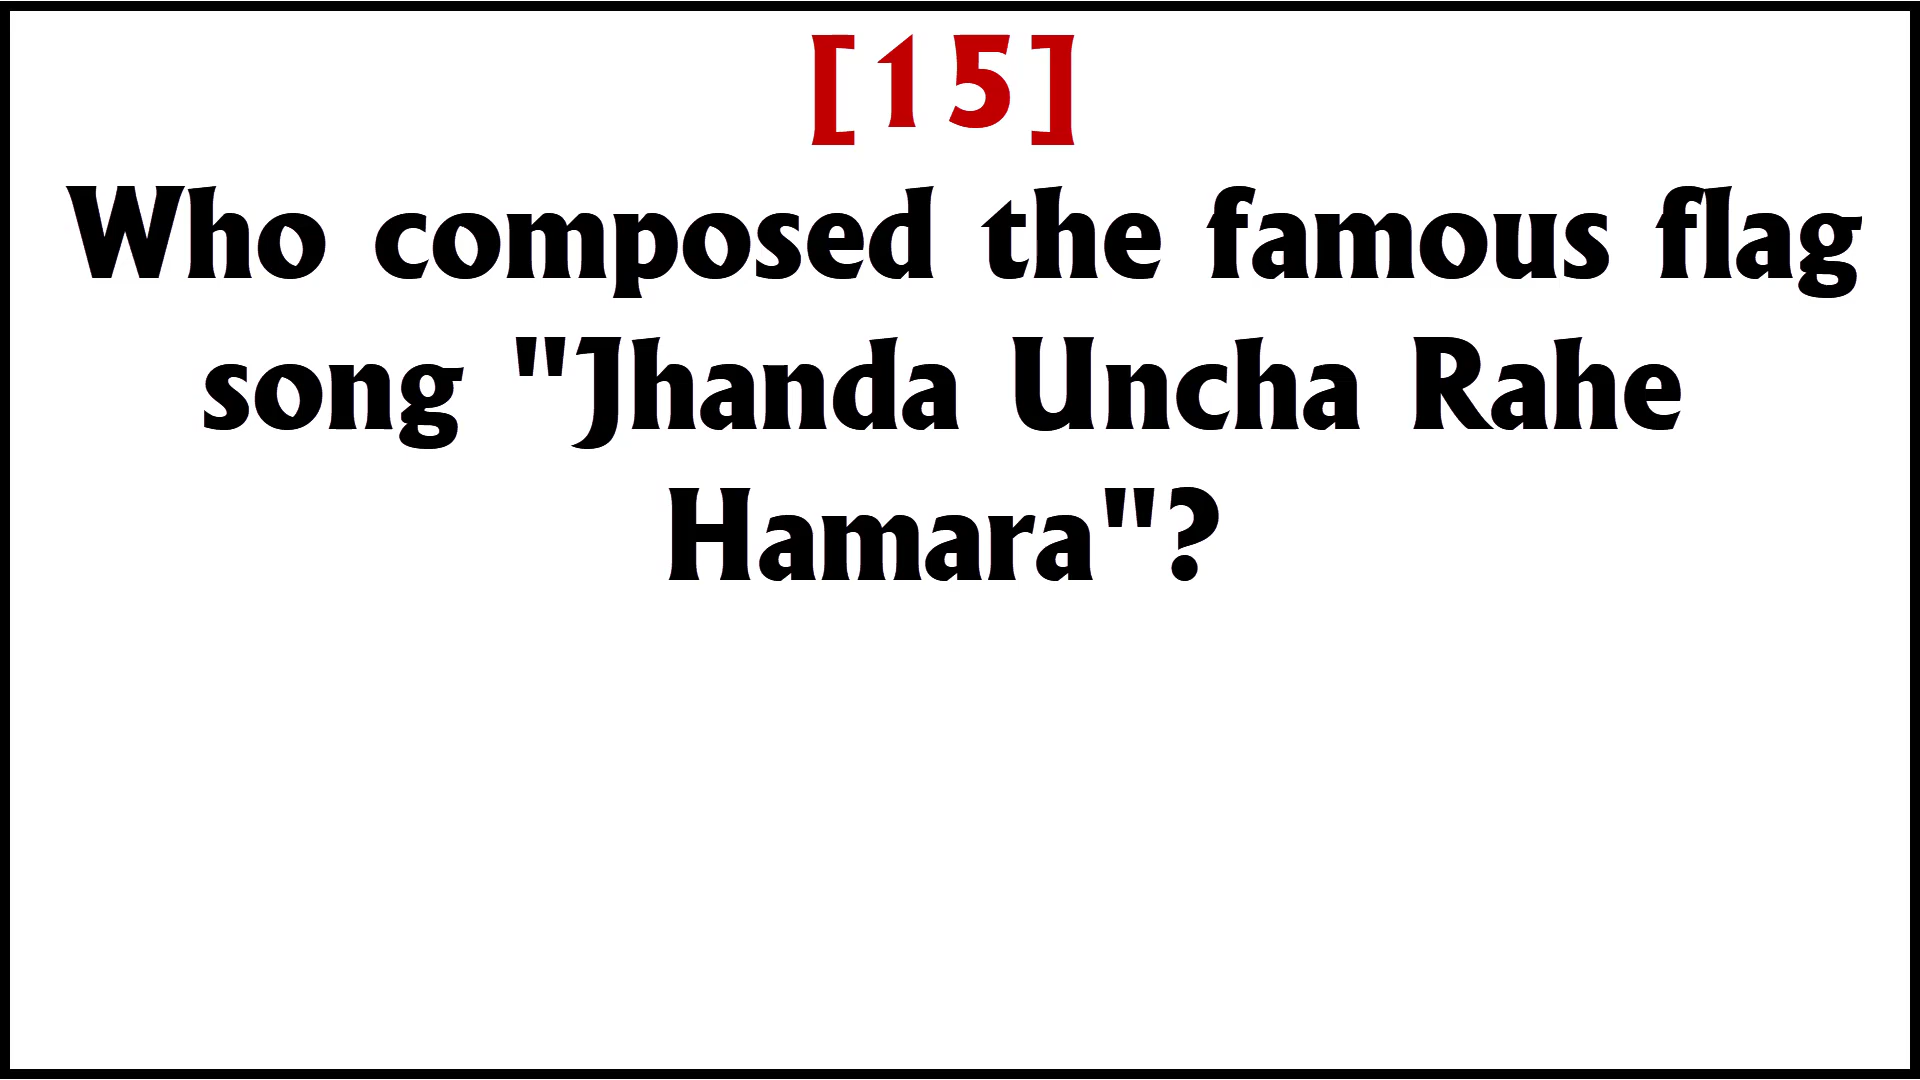 [15]
Who composed the famous flag
song "Jhanda Uncha Rahe
Hamara"?